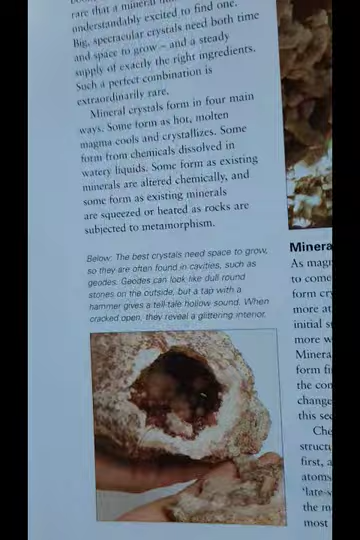 rare that a mineral
understandably excited to find one.
Big, spectacular crystals need both time
and space to grow – and a steady
supply of exactly the right ingredients.
Such a perfect combination is
extraordinarily rare.
Mineral crystals form in four main
ways. Some form as hot, molten
magma cools and crystallizes. Some
form from chemicals dissolved in
watery liquids. Some form as existing
minerals are altered chemically, and
some form as existing minerals
are squeezed or heated as rocks are
subjected to metamorphism.
Below: The best crystals need space to grow,
so they are often found in cavities, such as
geodes. Geodes can look like dull round
stones on the outside, but a tap with a
hammer gives a tell-tale hollow sound. When
cracked open, they reveal a glittering interior.
Minera
As magr
to come
form cry
more at
initial s
more w
Minera
form fi
the con
change
this sec
Che
structu
first, a
atoms
'late-s
the m
most